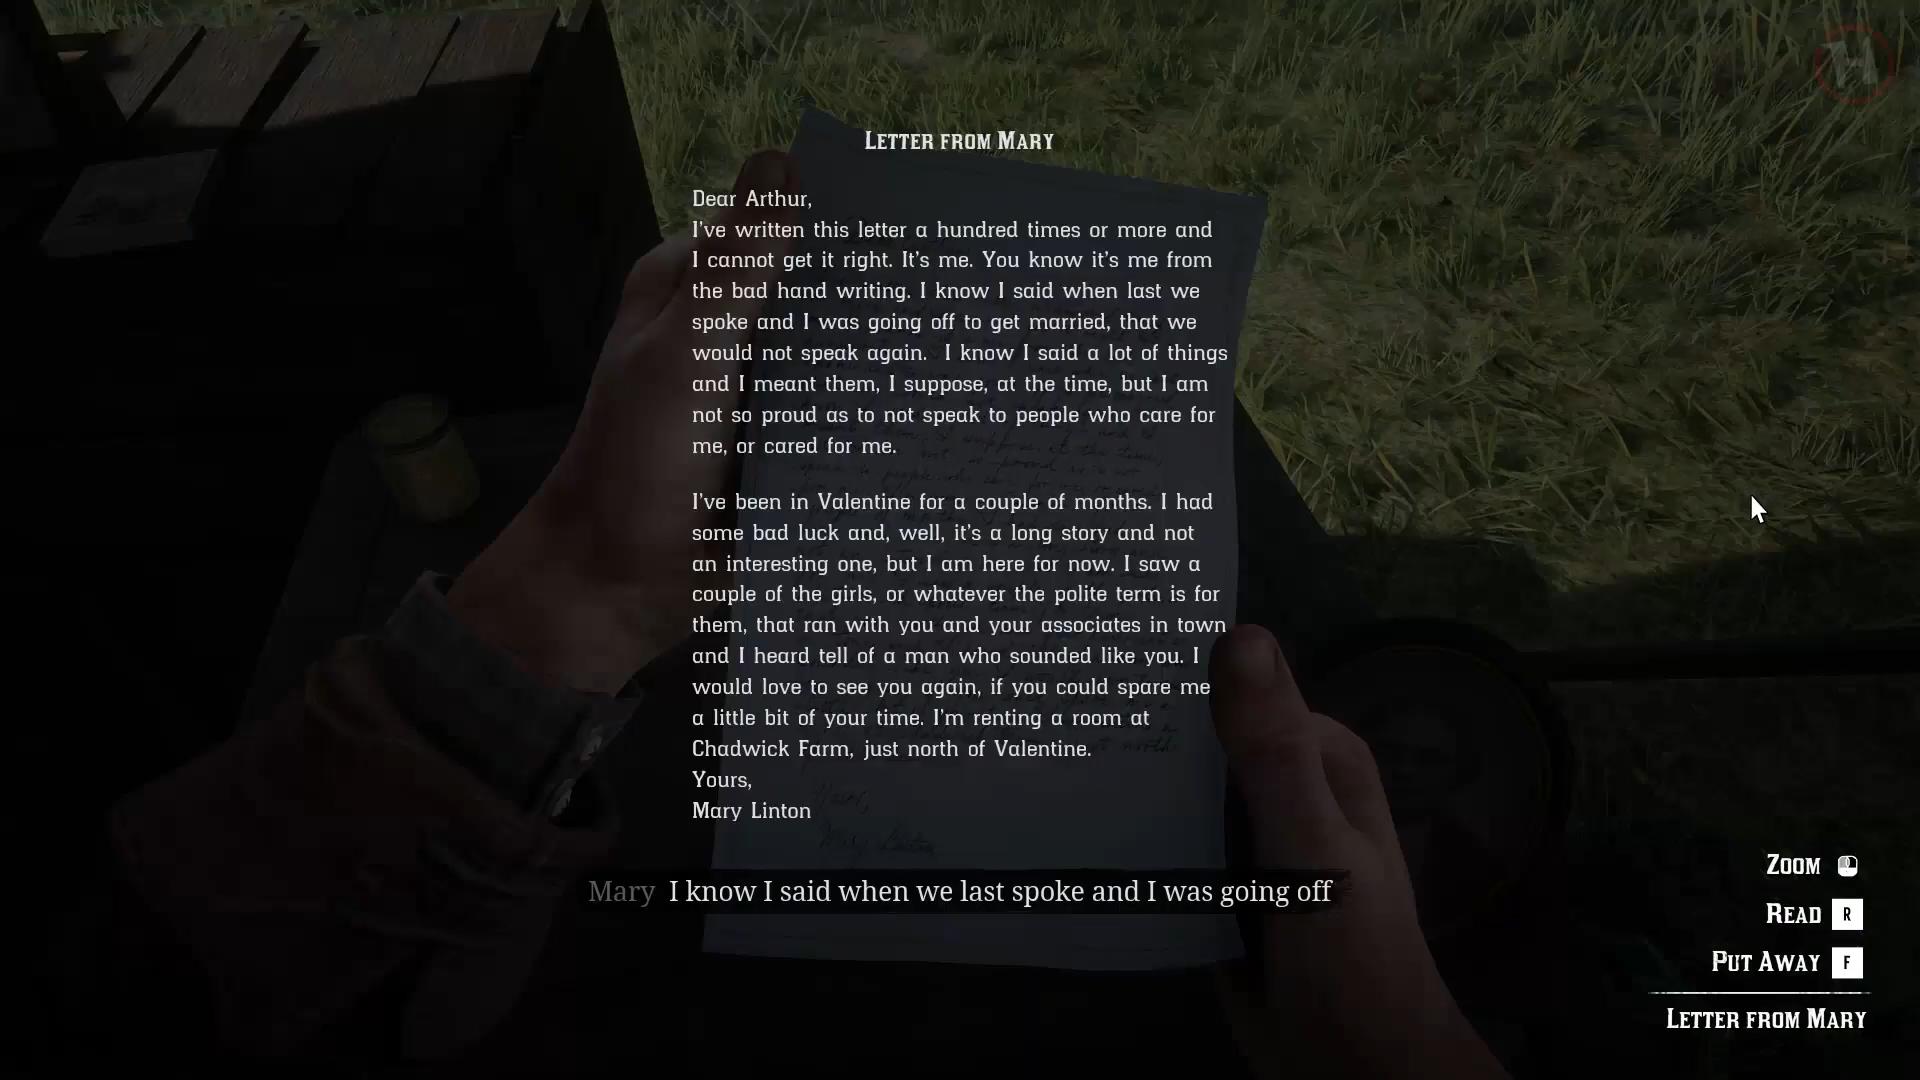 LETTER FROM MARY
Dear Arthur,
I've written this letter a hundred times or more and
I cannot get it right. It's me. You know it's me from
the bad hand writing. I know I said when last we
spoke and I was going off to get married, that we
would not speak again.  I know I said a lot of things
and I meant them, I suppose, at the time, but I am
not so proud as to not speak to people who care for
me, or cared for me.
I've been in Valentine for a couple of months. I had
some bad luck and, well, it's a long story and not
an interesting one, but I am here for now. I saw a
couple of the girls, or whatever the polite term is for
them, that ran with you and your associates in town
and I heard tell of a man who sounded like you. I
would love to see you again, if you could spare me
a little bit of your time. I'm renting a room at
Chadwick Farm, just north of Valentine.
Yours,
Mary Linton
Mary I know I said when we last spoke and I was going off
ZOOM
READ R
PUT AWAY F
LETTER FROM MARY